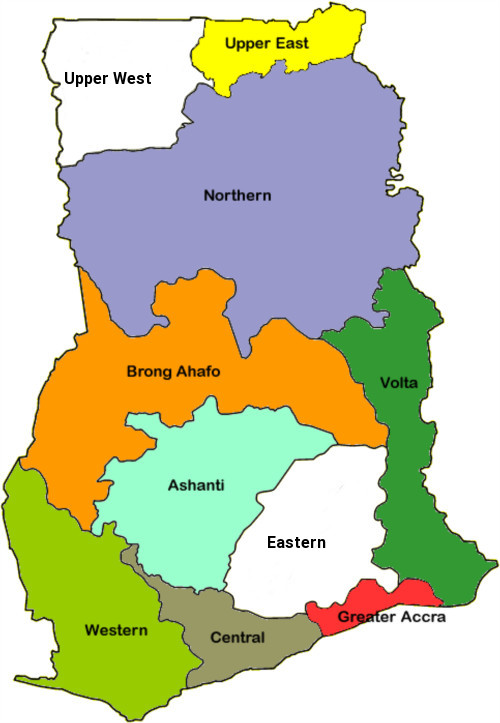 Upper East
Upper West
Northern
Brong Ahafo
Volta
Ashanti
Eastern
Greater Accra
Western
Central